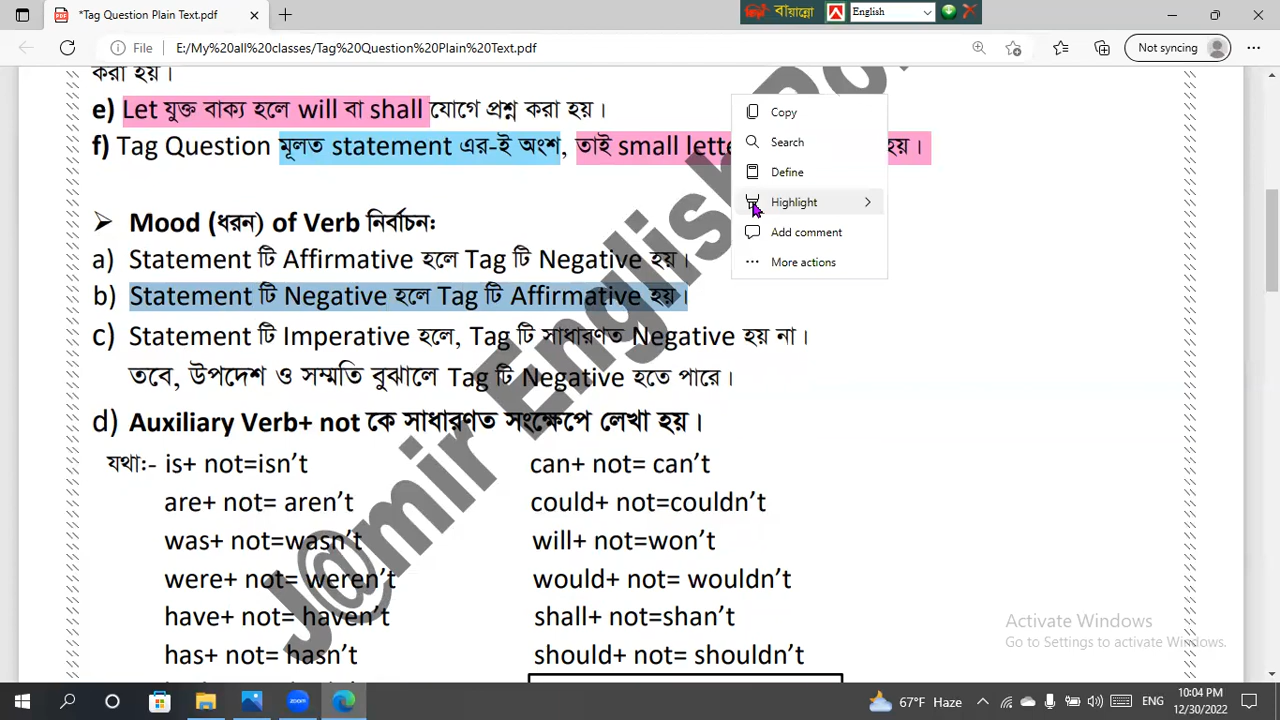 *Tag Question Plain Text.pdf
বায়ান্নো
English
File
E:/My%20all%20classes/Tag%20Question%20Plain%20Text.pdf
Not syncing
করা হয়।
e) Let যুক্ত বাক্য হলে will বা shall যোগে প্রশ্ন করা হয়।
f) Tag Question মূলত statement এর-ই অংশ, তাই small lette হয়।
Copy
Search
Define
Highlight
Add comment
More actions
➢ Mood (ধরন) of Verb নির্বাচন:
a) Statement টি Affirmative হলে Tag টি Negative হয়।
b) Statement টি Negative হলে Tag টি Affirmative হয়।
c) Statement টি Imperative হলে, Tag টি সাধারণত Negative হয় না।
তবে, উপদেশ ও সম্মতি বুঝালে Tag টি Negative হতে পারে।
d) Auxiliary Verb+ not কে সাধারণত সংক্ষেপে লেখা হয়।
যথা:- is+ not=isn’t can+ not= can’t
are+ not= aren’t could+ not=couldn’t
was+ not=wasn’t will+ not=won’t
were+ not= weren’t would+ not= wouldn’t
have+ not= haven’t shall+ not=shan’t
has+ not= hasn’t should+ not= shouldn’t
J@mir English
Activate Windows
Go to Settings to activate Windows.
zoom
67°F Haze
ENG
10:04 PM
12/30/2022